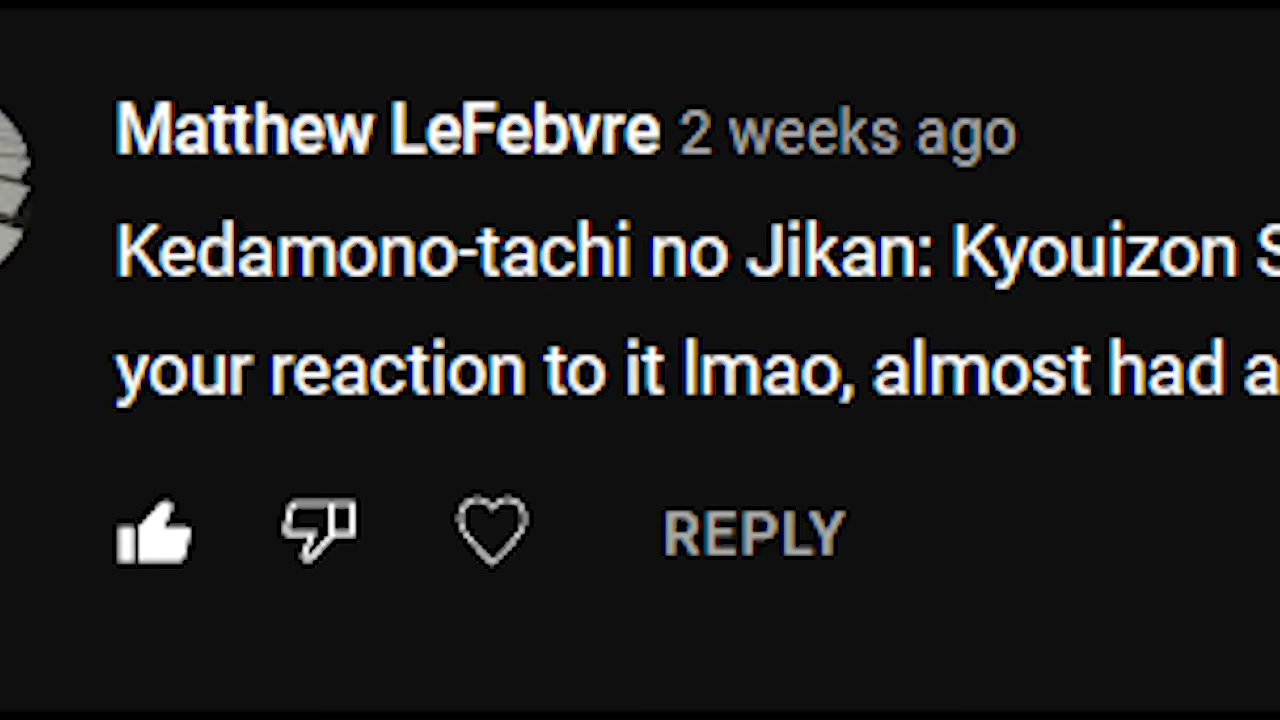 Matthew LeFebvre 2 weeks ago
Kedamono-tachi no Jikan: Kyouizon S
your reaction to it lmao, almost had a
REPLY